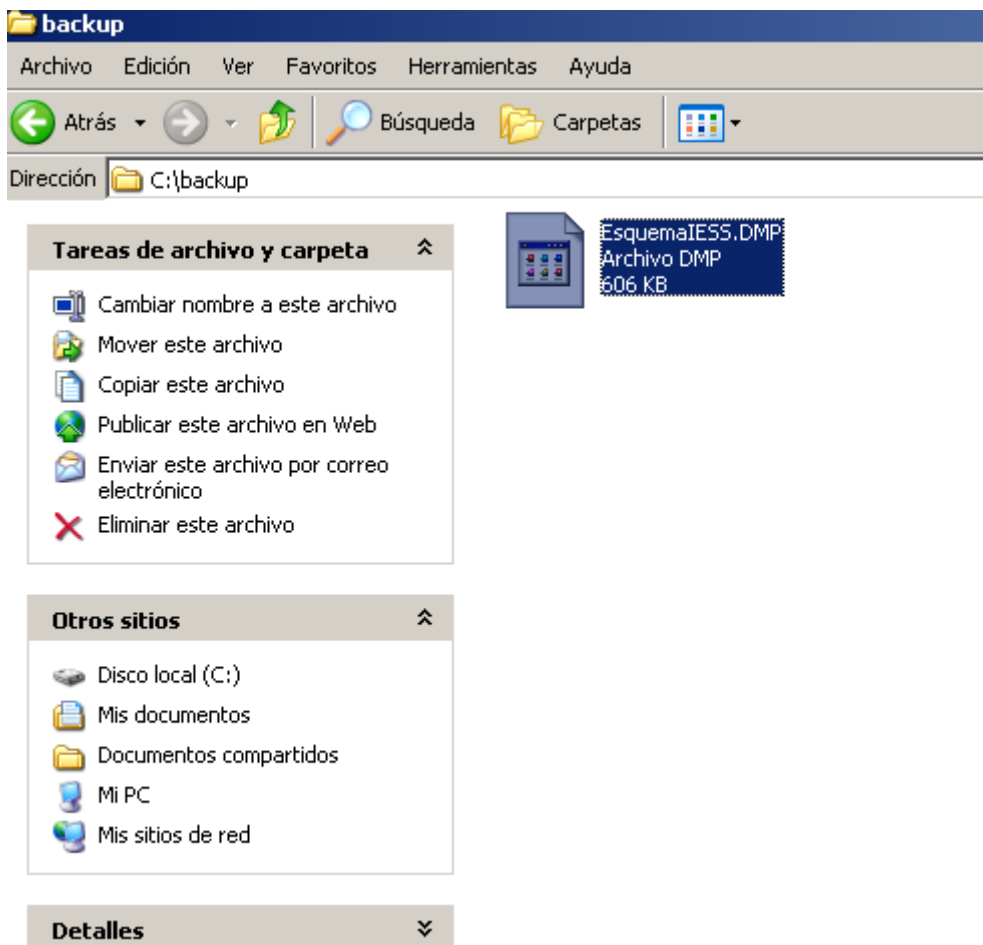 backup
Archivo Edición Ver Favoritos Herramientas Ayuda
Atrás Búsqueda Carpetas
Dirección C:\backup
Tareas de archivo y carpeta
Cambiar nombre a este archivo
Mover este archivo
Copiar este archivo
Publicar este archivo en Web
Enviar este archivo por correo
electrónico
Eliminar este archivo
Otros sitios
Disco local (C:)
Mis documentos
Documentos compartidos
Mi PC
Mis sitios de red
Detalles
EsquemaIESS.DMP
Archivo DMP
606 KB